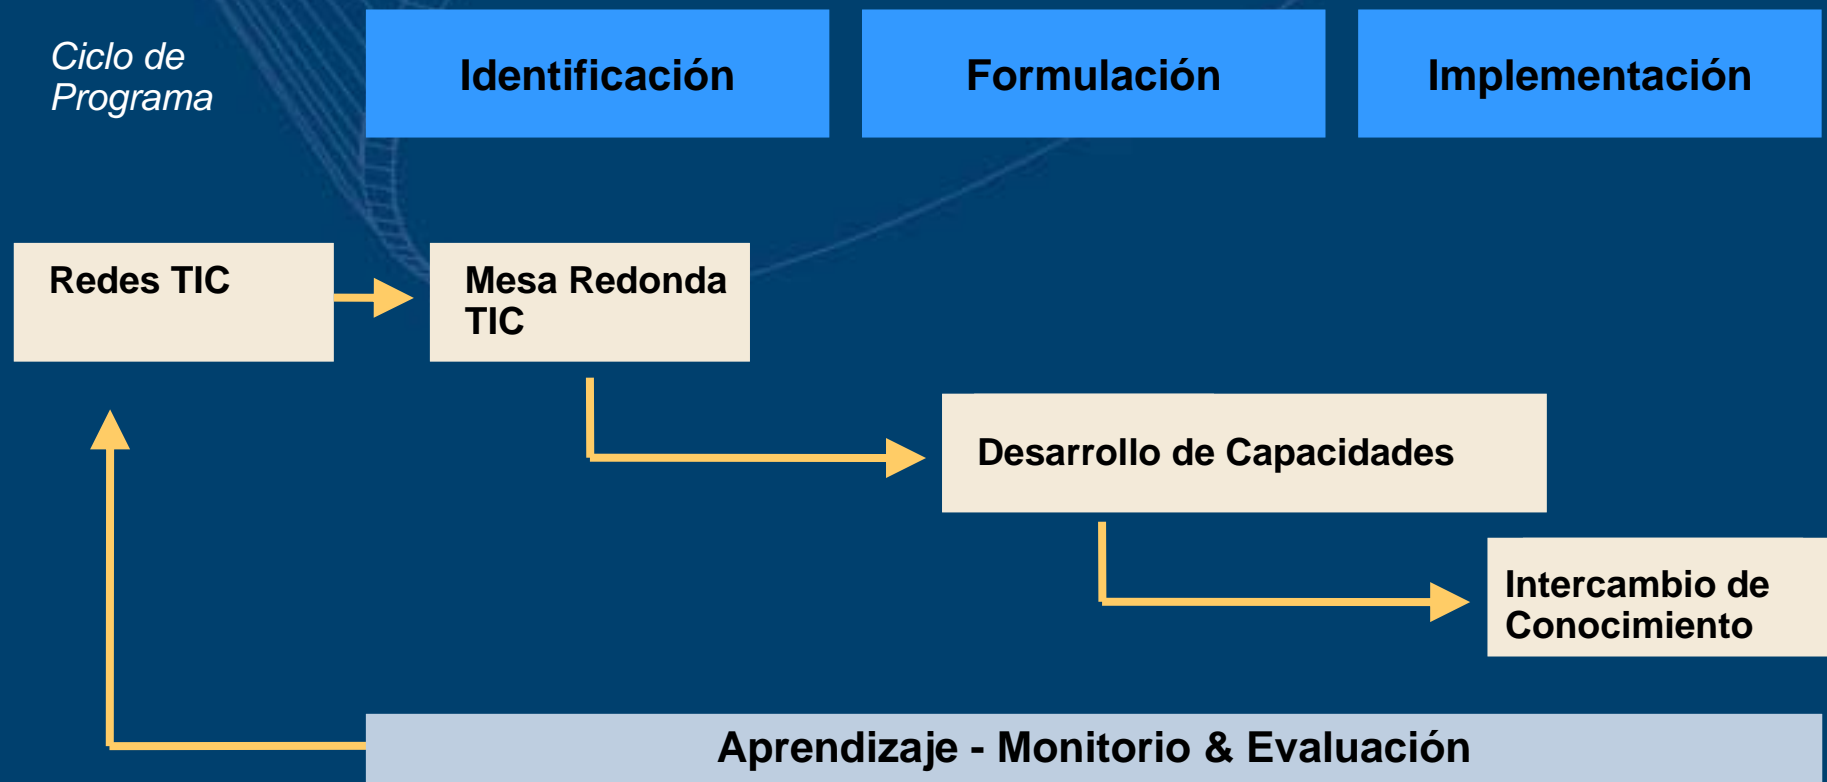 Ciclo de
Programa
Identificación
Formulación
Implementación
Redes TIC
Mesa Redonda
TIC
Desarrollo de Capacidades
Intercambio de
Conocimiento
Aprendizaje - Monitorio & Evaluación